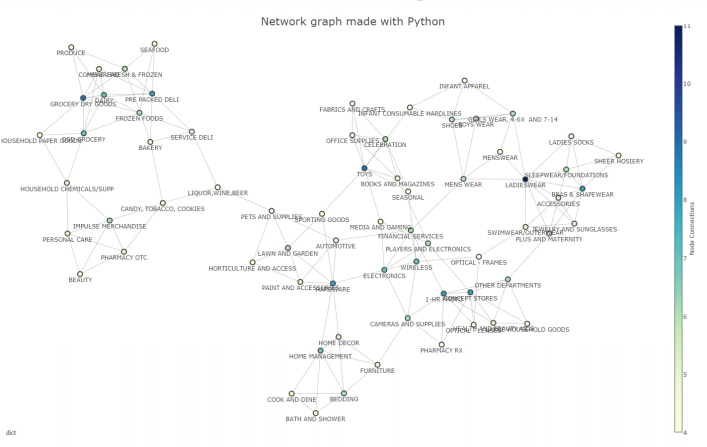 Network graph made with Python
PRODUCE
SEAFOOD
FRESH & FROZEN
GROCERY DRY GOODS
DAIRY
PRE PACKED DELI
FROZEN FOODS
DSD GROCERY
SERVICE DELI
BAKERY
HOUSEHOLD PAPER GOODS
HOUSEHOLD CHEMICALS/SUPP
LIQUOR,WINE,BEER
CANDY, TOBACCO, COOKIES
IMPULSE MERCHANDISE
PERSONAL CARE
PHARMACY OTC
BEAUTY
INFANT APPAREL
FABRICS AND CRAFTS
INFANT CONSUMABLE HARDLINES
SHOES
BOYS WEAR
GIRLS WEAR, 4-6X AND 7-14
OFFICE SUPPLIES
CELEBRATION
LADIES SOCKS
MENSWEAR
SHEER HOSIERY
TOYS
SLEEPWEAR/FOUNDATIONS
BOOKS AND MAGAZINES
MENS WEAR
LADIESWEAR
BRAS & SHAPEWEAR
SEASONAL
ACCESSORIES
PETS AND SUPPLIES
SPORTING GOODS
MEDIA AND GAMING
FINANCIAL SERVICES
SWIMWEAR/OUTERWEAR
JEWELRY AND SUNGLASSES
PLUS AND MATERNITY
AUTOMOTIVE
LAWN AND GARDEN
PLAYERS AND ELECTRONICS
HORTICULTURE AND ACCESS
WIRELESS
OPTICAL - FRAMES
ELECTRONICS
PAINT AND ACCESSORIES
HARDWARE
OTHER DEPARTMENTS
1-HR PHOTO
CONCEPT STORES
CAMERAS AND SUPPLIES
OPTICAL - LENSES
HEALTH AND BEAUTY AIDS
HOUSEHOLD GOODS
PHARMACY RX
HOME DECOR
HOME MANAGEMENT
FURNITURE
COOK AND DINE
BEDDING
BATH AND SHOWER
11
10
9
8
7
6
5
4
Node Connections
dict